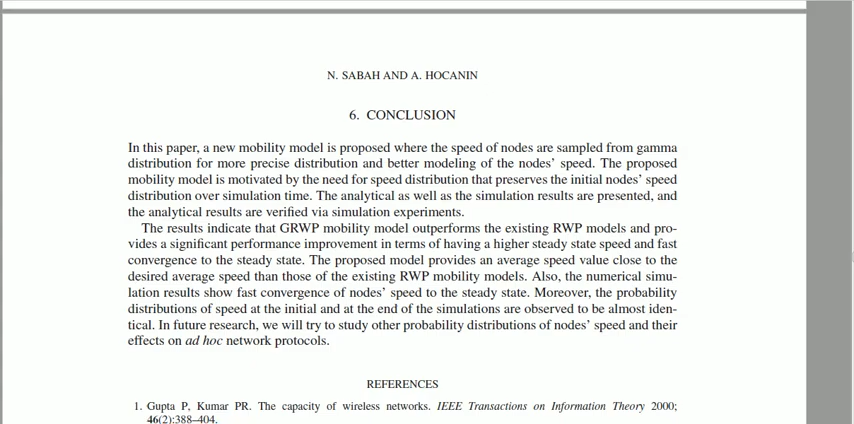 N. SABAH AND A. HOCANIN
6. CONCLUSION
In this paper, a new mobility model is proposed where the speed of nodes are sampled from gamma
distribution for more precise distribution and better modeling of the nodes' speed. The proposed
mobility model is motivated by the need for speed distribution that preserves the initial nodes' speed
distribution over simulation time. The analytical as well as the simulation results are presented, and
the analytical results are verified via simulation experiments.
The results indicate that GRWP mobility model outperforms the existing RWP models and pro-
vides a significant performance improvement in terms of having a higher steady state speed and fast
convergence to the steady state. The proposed model provides an average speed value close to the
desired average speed than those of the existing RWP mobility models. Also, the numerical simu-
lation results show fast convergence of nodes' speed to the steady state. Moreover, the probability
distributions of speed at the initial and at the end of the simulations are observed to be almost iden-
tical. In future research, we will try to study other probability distributions of nodes' speed and their
effects on ad hoc network protocols.
REFERENCES
1. Gupta P, Kumar PR. The capacity of wireless networks. IEEE Transactions on Information Theory 2000;
46(2):388–404.